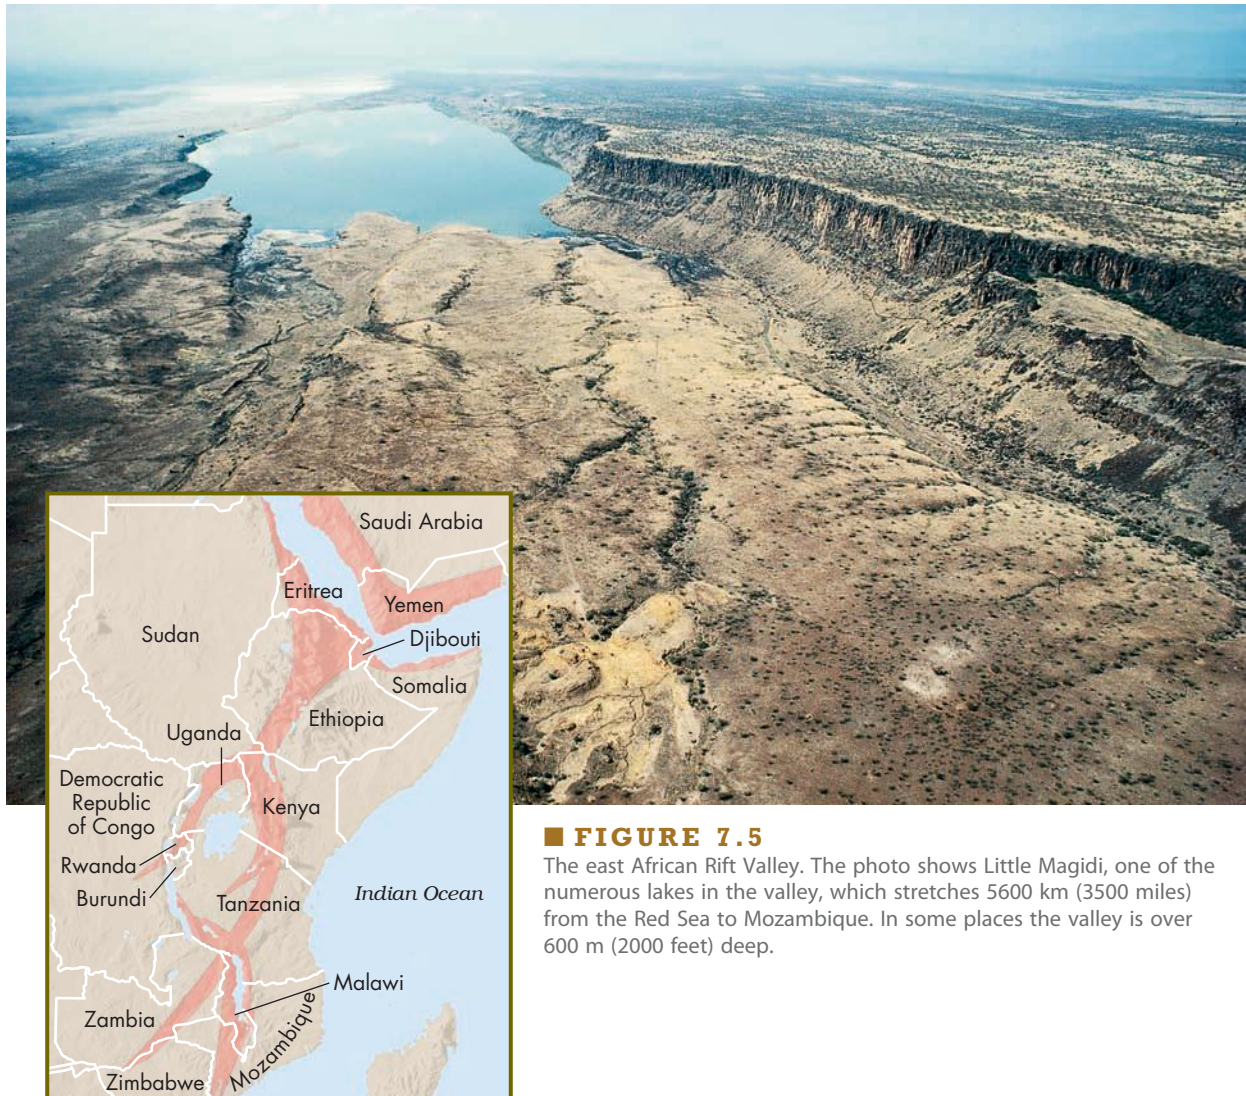 Saudi Arabia
Eritrea
Yemen
Sudan
Djibouti
Somalia
Ethiopia
Uganda
Democratic
Republic
of Congo
Kenya
Rwanda
Burundi
Tanzania
Indian Ocean
Malawi
Zambia
Mozambique
Zimbabwe
■ FIGURE 7.5
The east African Rift Valley. The photo shows Little Magidi, one of the
numerous lakes in the valley, which stretches 5600 km (3500 miles)
from the Red Sea to Mozambique. In some places the valley is over
600 m (2000 feet) deep.